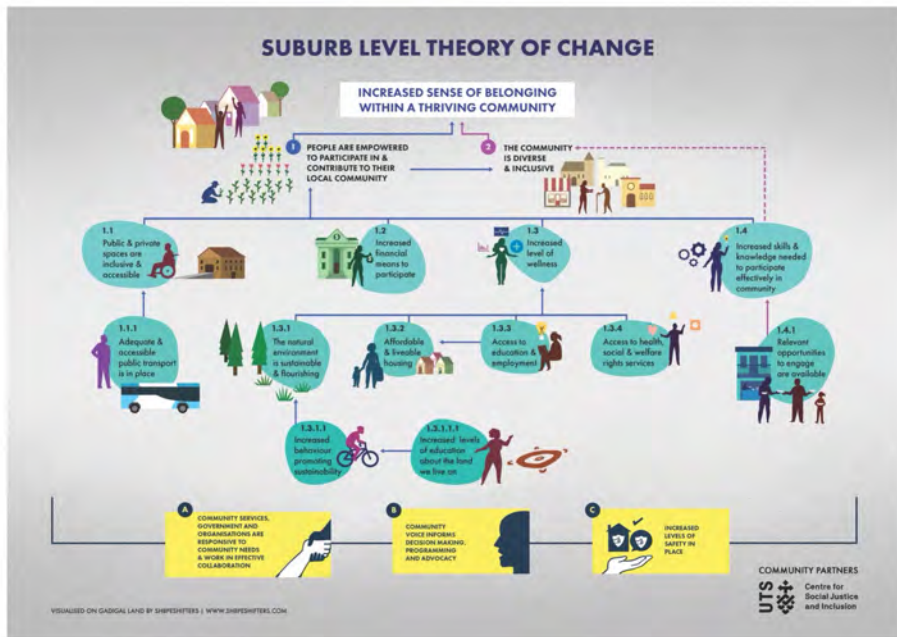 SUBURB LEVEL THEORY OF CHANGE
INCREASED SENSE OF BELONGING
WITHIN A THRIVING COMMUNITY
1
PEOPLE ARE EMPOWERED
TO PARTICIPATE IN &
CONTRIBUTE TO THEIR
LOCAL COMMUNITY
2
THE COMMUNITY
IS DIVERSE
& INCLUSIVE
1.1
Public & private
spaces are
inclusive &
accessible
1.2
Increased
financial
means to
participate
1.3
Increased
level of
wellness
1.4
Increased skills &
knowledge needed
to participate
effectively in
community
1.1.1
Adequate &
accessible
public transport
is in place
1.3.1
The natural
environment
is sustainable
& flourishing
1.3.2
Affordable
& liveable
housing
1.3.3
Access to
education &
employment
1.3.4
Access to health,
social & welfare
rights services
1.4.1
Relevant
opportunities
to engage
are available
1.3.1.1
Increased
behaviour
promoting
sustainability
1.3.1.1.1
Increased levels
of education
about the land
we live on
A
COMMUNITY SERVICES,
GOVERNMENT AND
ORGANISATIONS ARE
RESPONSIVE TO
COMMUNITY NEEDS
& WORK IN EFFECTIVE
COLLABORATION
B
COMMUNITY
VOICE INFORMS
DECISION MAKING,
PROGRAMMING
AND ADVOCACY
C
INCREASED
LEVELS OF
SAFETY IN
PLACE
COMMUNITY PARTNERS
UTS
Centre for
Social Justice
and Inclusion
VISUALISED ON GADIGAL LAND BY